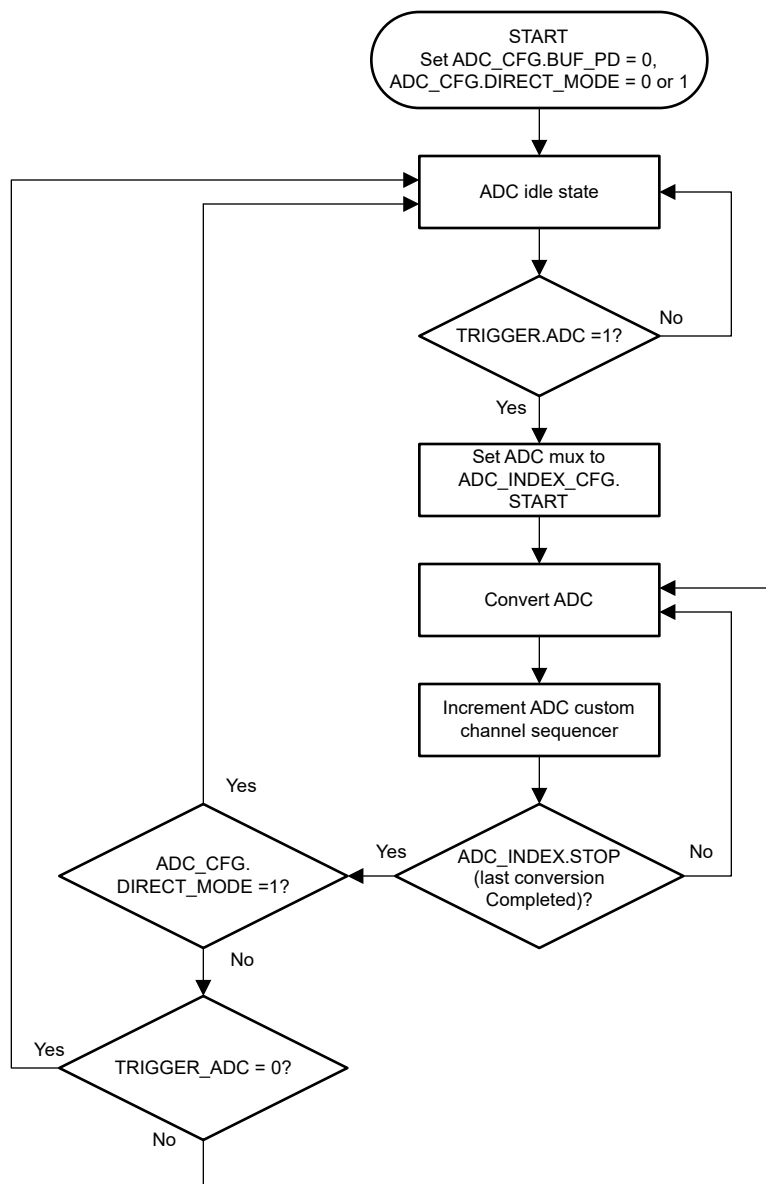 START
Set ADC_CFG.BUF_PD = 0,
ADC_CFG.DIRECT_MODE = 0 or 1
ADC idle state
TRIGGER.ADC =1?
No
Yes
Set ADC mux to
ADC_INDEX_CFG.
START
Convert ADC
Increment ADC custom
channel sequencer
Yes
ADC_CFG.
DIRECT_MODE =1?
Yes
ADC_INDEX.STOP
(last conversion
Completed)?
No
No
Yes
TRIGGER_ADC = 0?
No